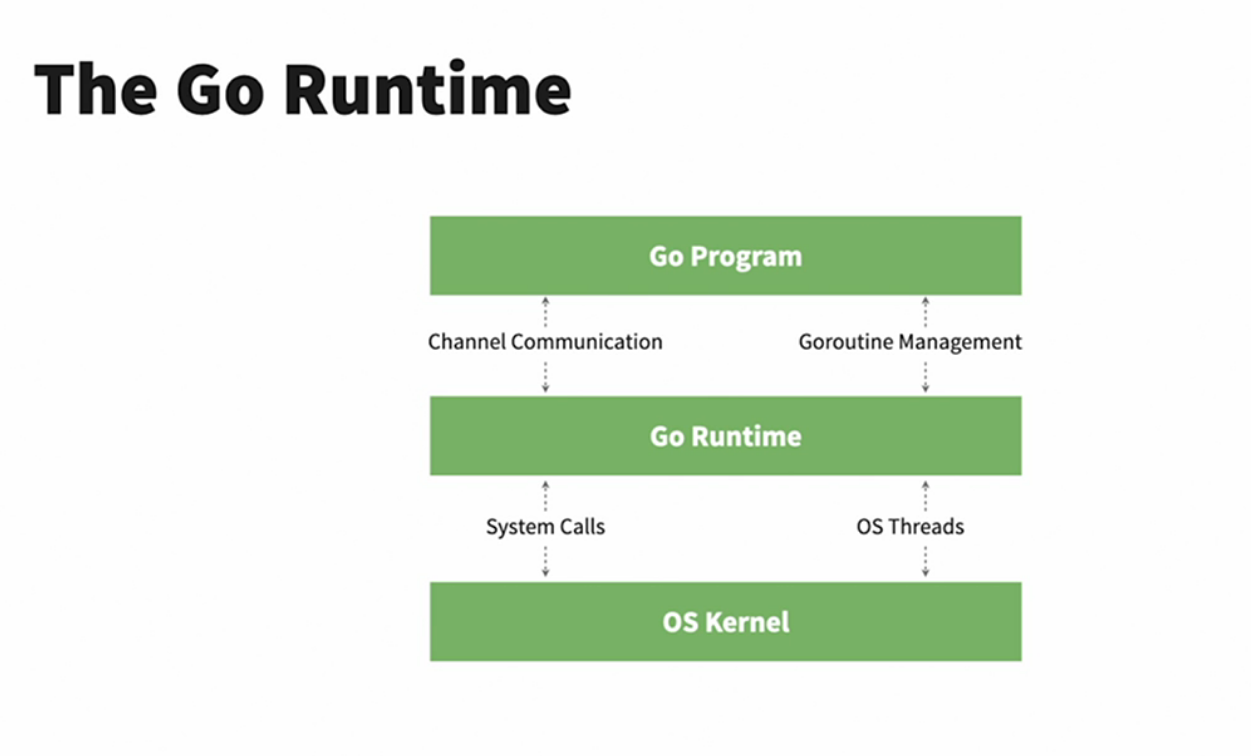 The Go Runtime
Go Program
Channel Communication
Goroutine Management
Go Runtime
System Calls
OS Threads
OS Kernel